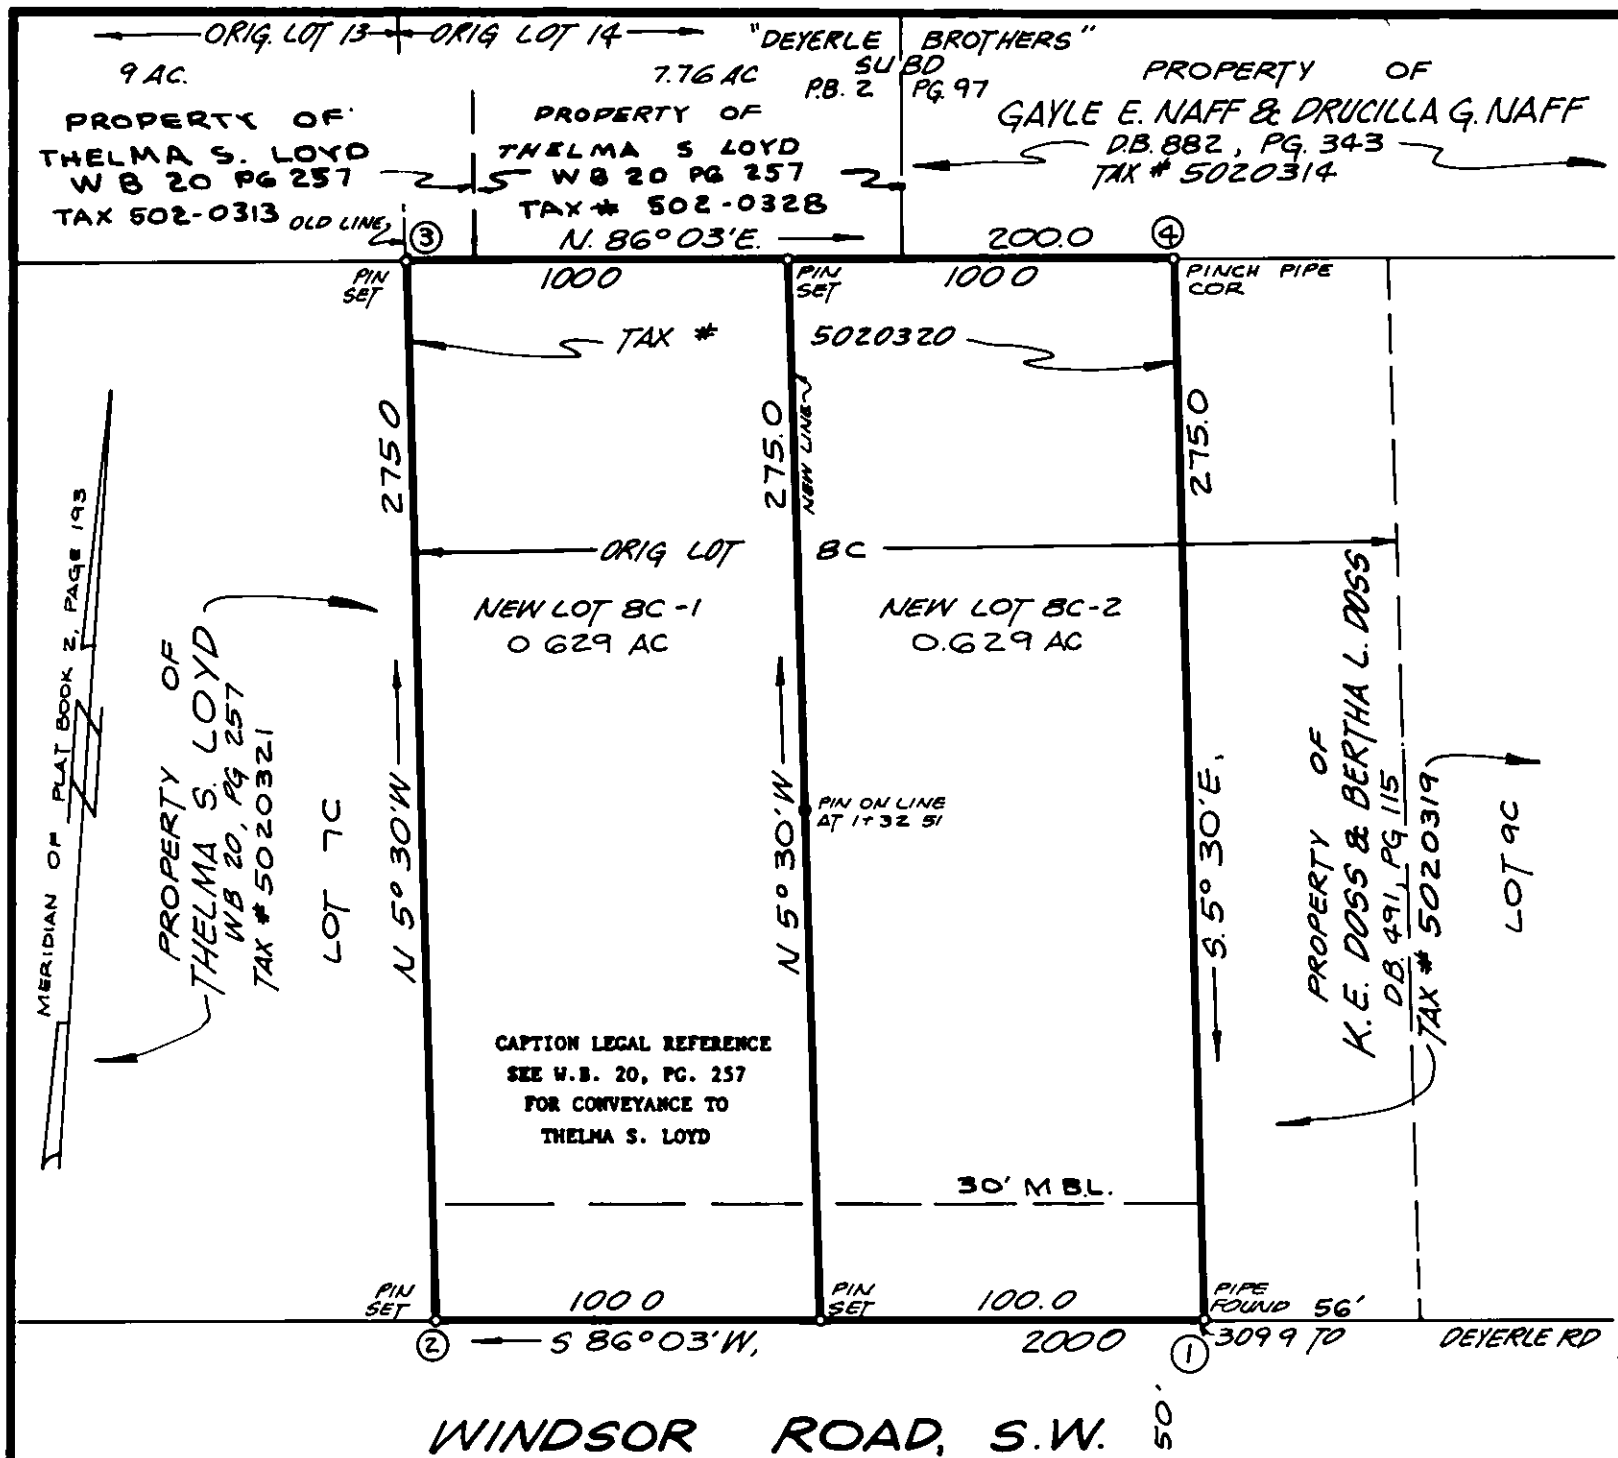 ORIG. LOT 13 ORIG LOT 14 "DEYERLE BROTHERS"
SUBD
P.B. 2 PG. 97
9 AC.
PROPERTY OF
THELMA S. LOYD
W B 20 PG 257
TAX 502-0313
OLD LINE
7.76 AC
PROPERTY OF
THELMA S LOYD
W B 20 PG 257
TAX # 502-0328
PROPERTY OF
GAYLE E. NAFF & DRUCILLA G. NAFF
D.B. 882, PG. 343
TAX # 5020314
3
N. 86° 03' E. 200.0
4
PIN
SET
100 0
PIN
SET
100 0
PINCH PIPE
COR.
TAX # 5020320
275 0
275.0
NEW LINE
275.0
ORIG LOT 8C
NEW LOT 8C-1
0 629 AC
NEW LOT 8C-2
0.629 AC
MERIDIAN OF PLAT BOOK 2, PAGE 193
N
PROPERTY OF
THELMA S. LOYD
WB 20, PG 257
TAX # 5020321
LOT 7C
N 5° 30' W
N 5° 30' W
PIN ON LINE
AT 1+32 51
S. 5° 30' E,
PROPERTY OF
K. E. DOSS & BERTHA L. DOSS
D.B. 491, PG 115
TAX # 5020319
LOT 9C
CAPTION LEGAL REFERENCE
SEE W.B. 20, PG. 257
FOR CONVEYANCE TO
THELMA S. LOYD
30' M B.L.
PIN
SET
100 0
PIN
SET
100.0
PIPE
FOUND 56'
2
S 86° 03' W, 200 0
1
309 9 TO DEYERLE RD
WINDSOR ROAD, S.W. 50'